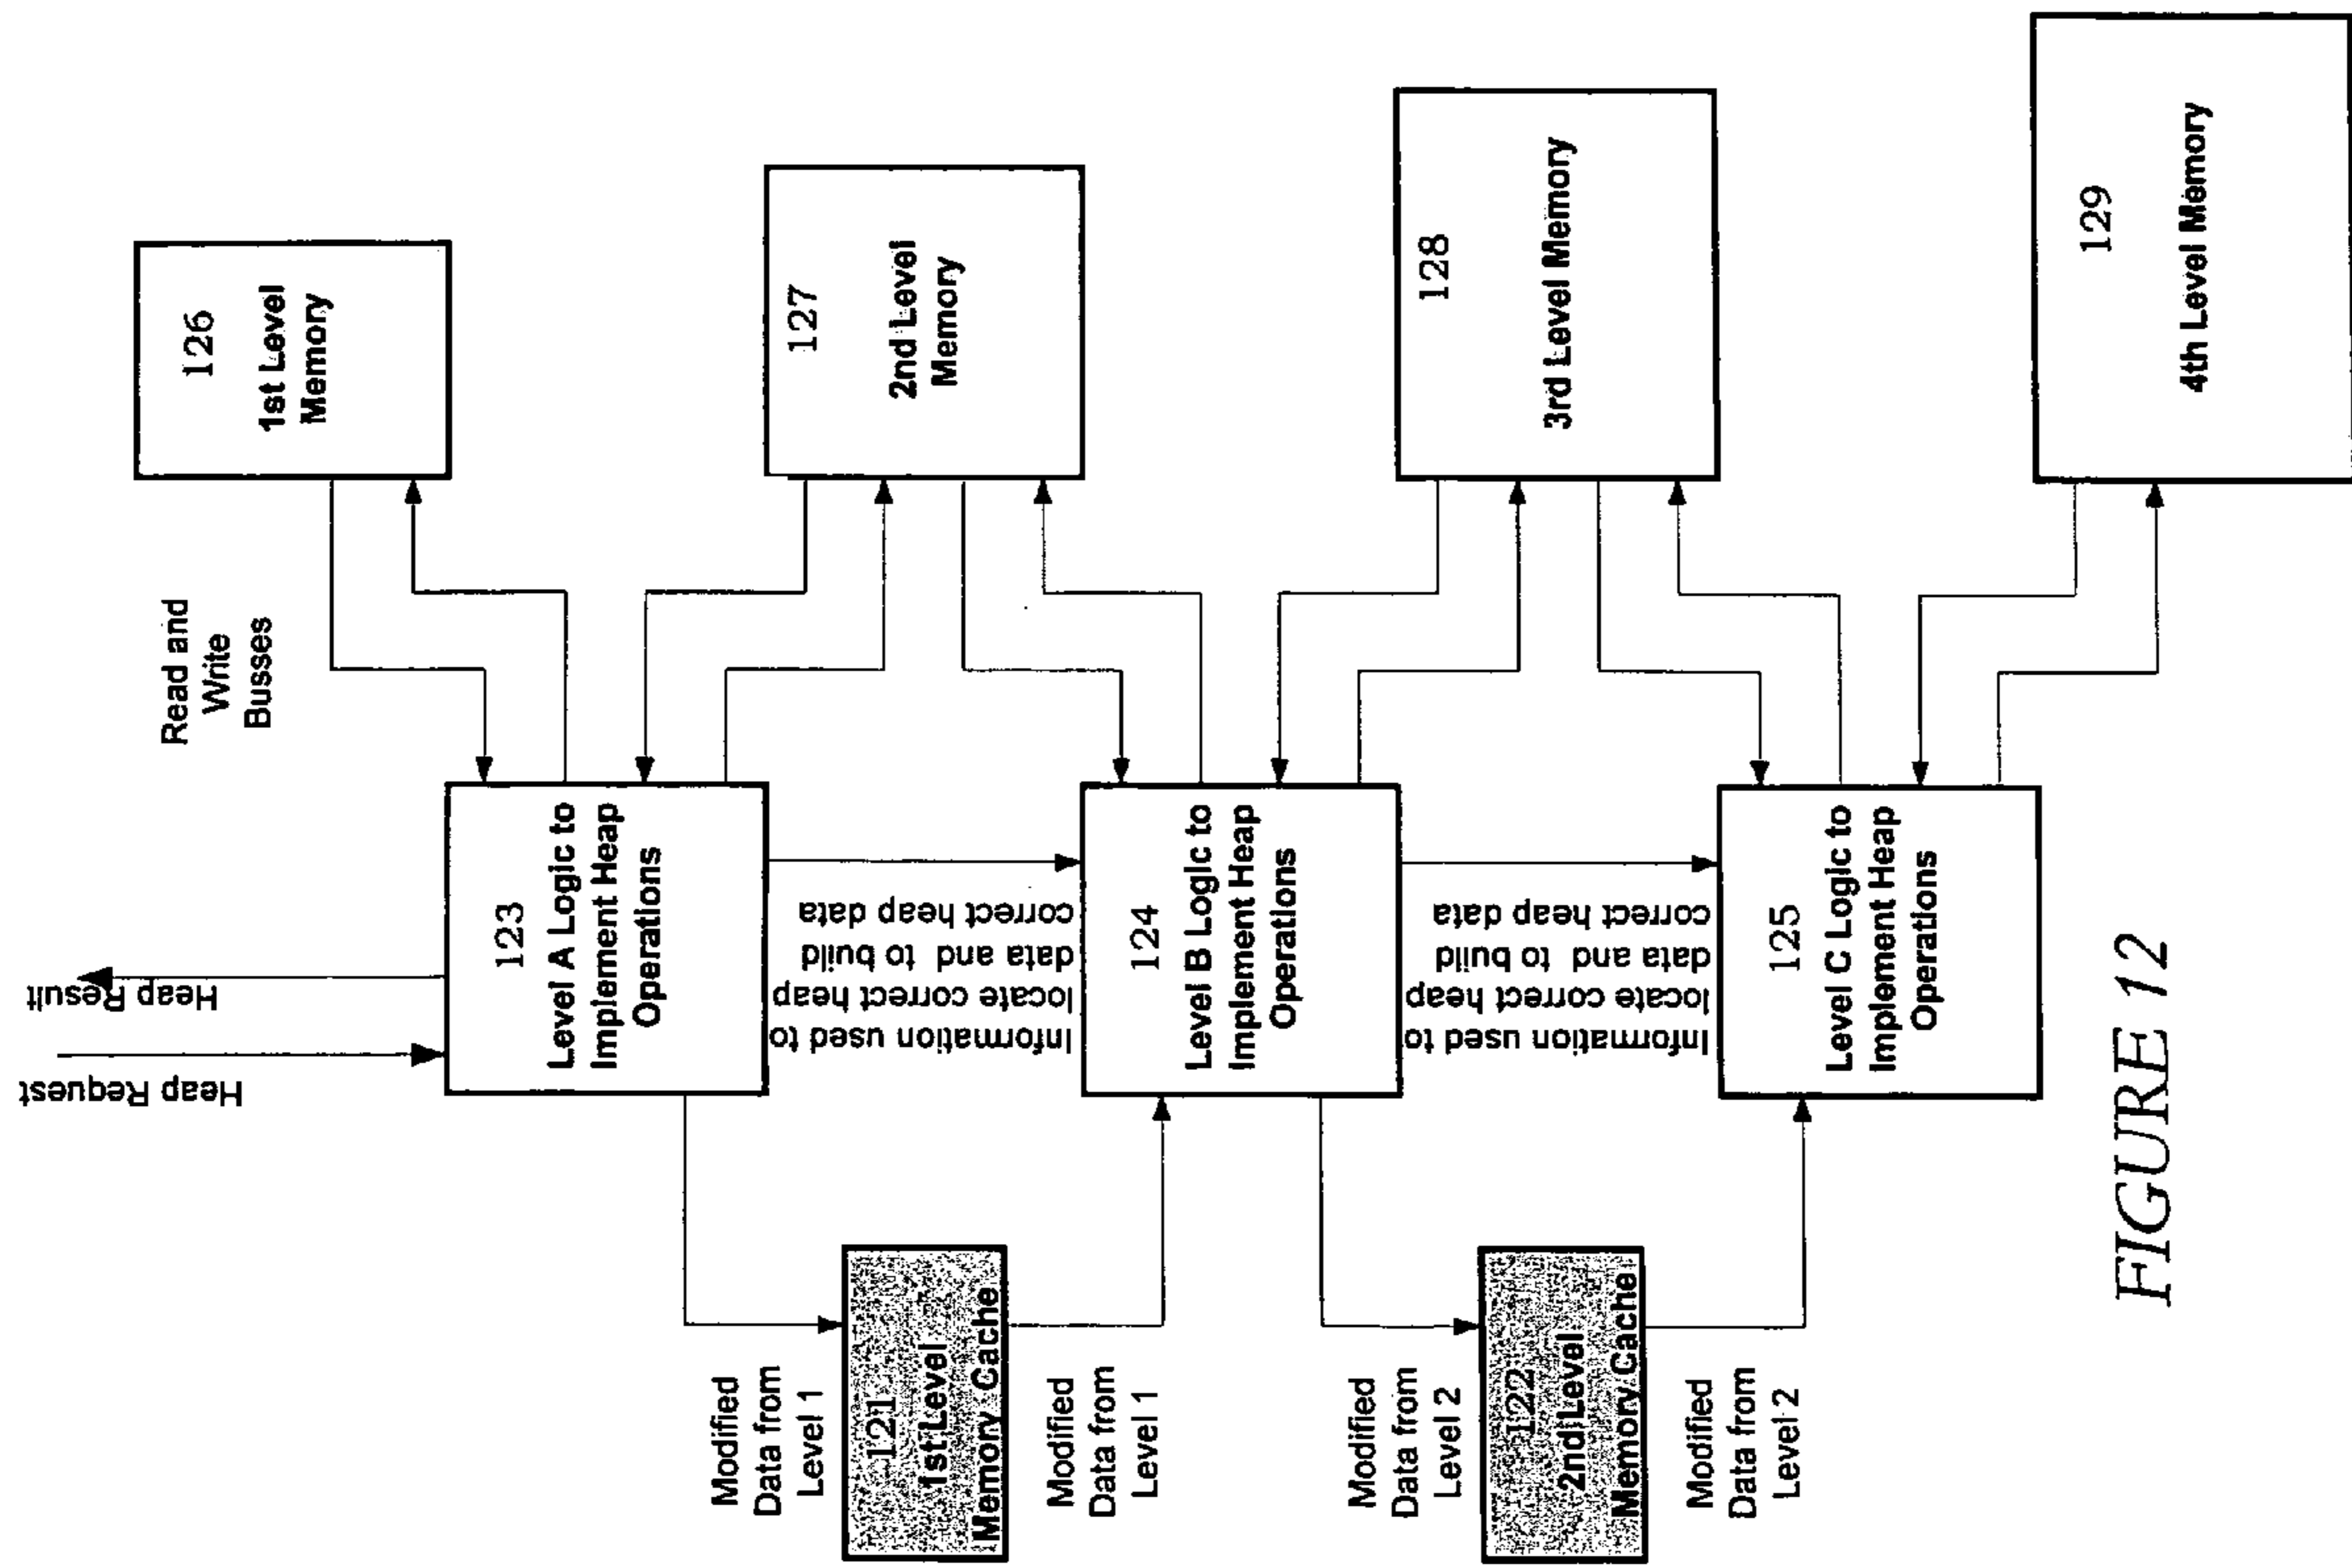 Heap Request
Heap Result
Read and
Write
Busses
126
1st Level
Memory
123
Level A Logic to
Implement Heap
Operations
127
2nd Level
Memory
Information used to
locate correct heap
data and to build
correct heap data
Modified
Data from
Level 1
121
1st Level
Memory Cache
Modified
Data from
Level 1
124
Level B Logic to
Implement Heap
Operations
128
3rd Level Memory
Information used to
locate correct heap
data and to build
correct heap data
Modified
Data from
Level 2
122
2nd Level
Memory Cache
Modified
Data from
Level 2
125
Level C Logic to
Implement Heap
Operations
129
4th Level Memory
FIGURE 12